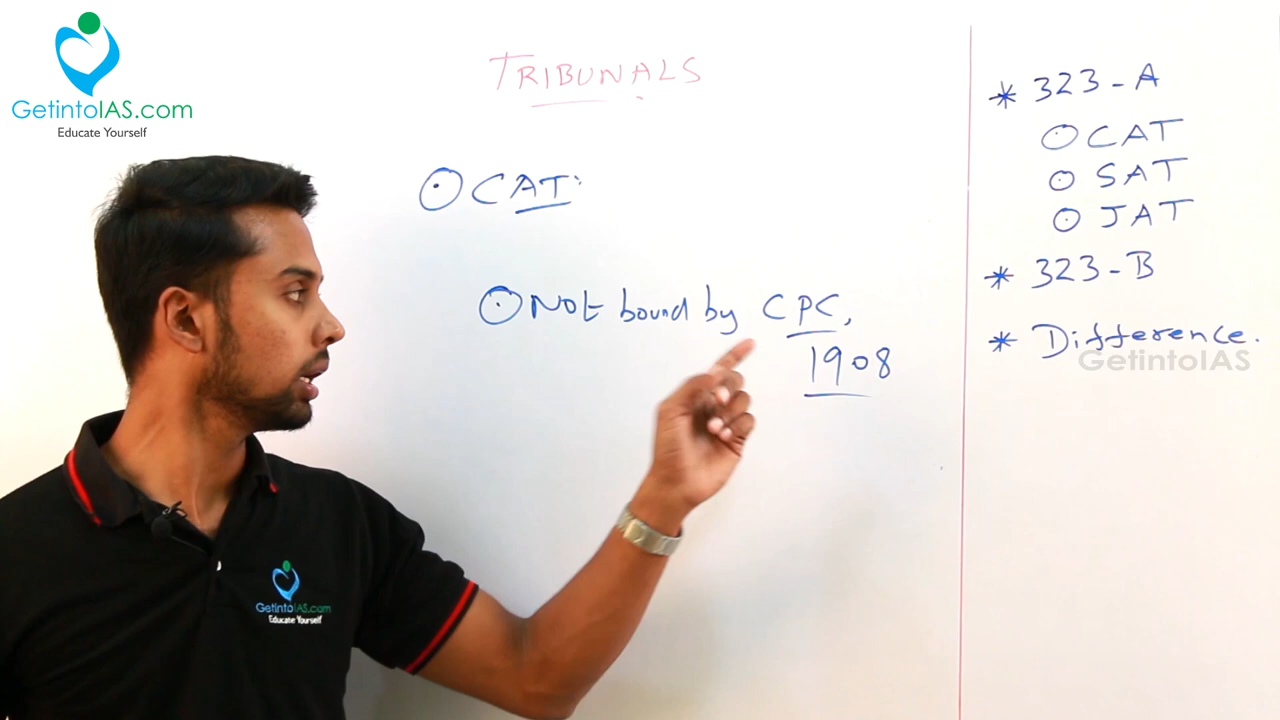 GetintoIAS.com
Educate Yourself
TRIBUNALS
CAT:
Not bound by CPC,
1908
* 323-A
CAT
SAT
JAT
* 323-B
* Difference.
GetintoIAS
GetintoIAS.com
Educate Yourself